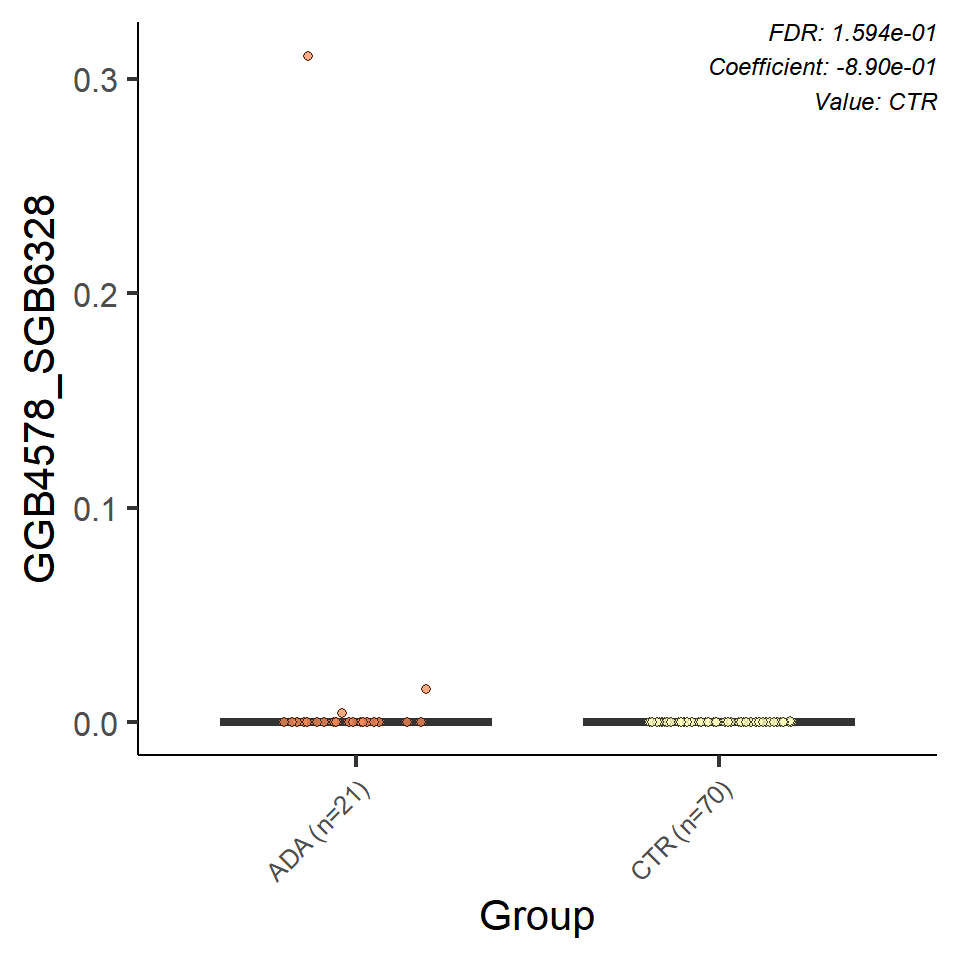 FDR: 1.594e-01
Coefficient: -8.90e-01
Value: CTR
GGB4578_SGB6328
0.3
0.2
0.1
0.0
ADA (n=21)
CTR (n=70)
Group